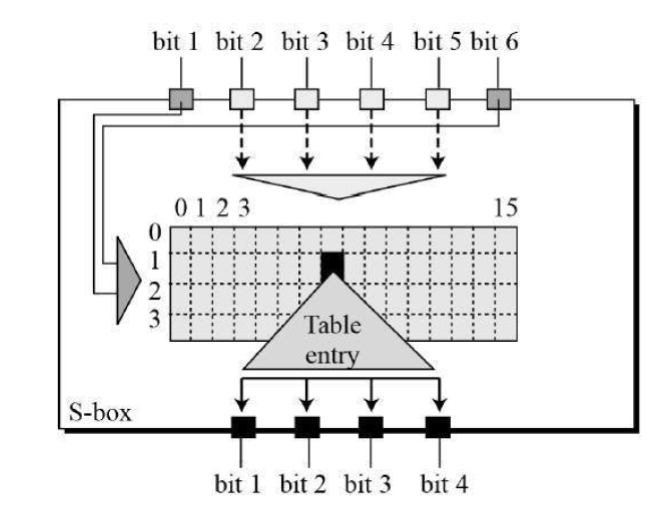 bit 1 bit 2 bit 3 bit 4 bit 5 bit 6
0 1 2 3 15
0
1
2
3
Table
entry
S-box
bit 1 bit 2 bit 3 bit 4